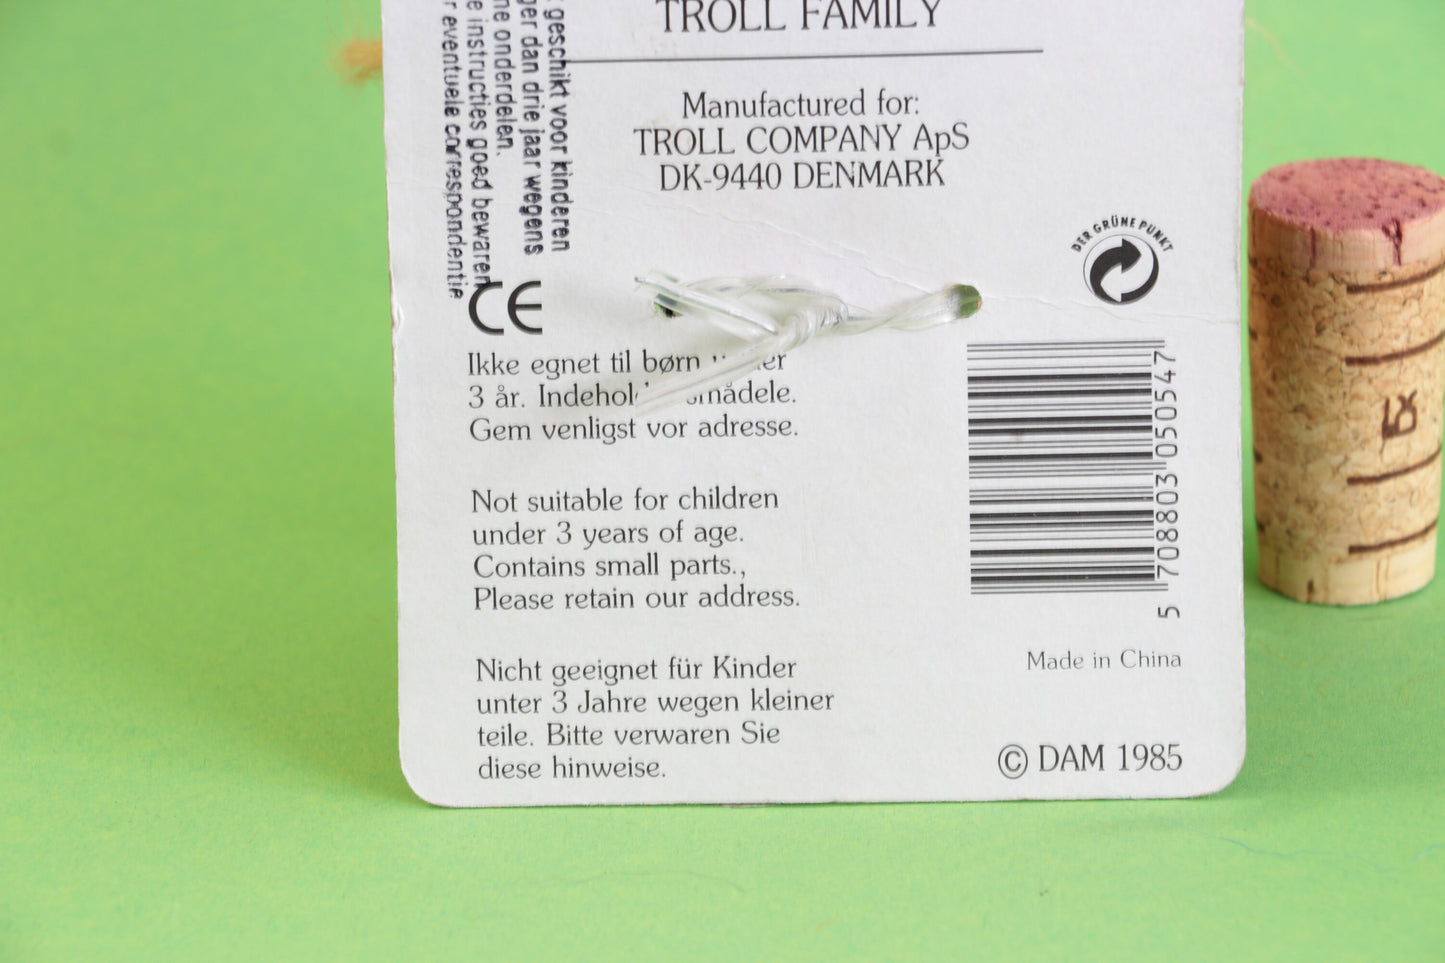 TROLL FAMILY
Manufactured for:
TROLL COMPANY ApS
DK-9440 DENMARK
geschikt voor kinderen
dan drie jaar wegens
onderdelen.
instructies goed bewaren
eventuele correspondentie
DER GRÜNE PUNKT
CE
Ikke egnet til børn
3 år. smådele.
Gem venligst vor adresse.
Not suitable for children
under 3 years of age.
Contains small parts.,
Please retain our address.
Nicht geeignet für Kinder
unter 3 Jahre wegen kleiner
teile. Bitte verwaren Sie
diese hinweise.
5 708803 050547
Made in China
© DAM 1985